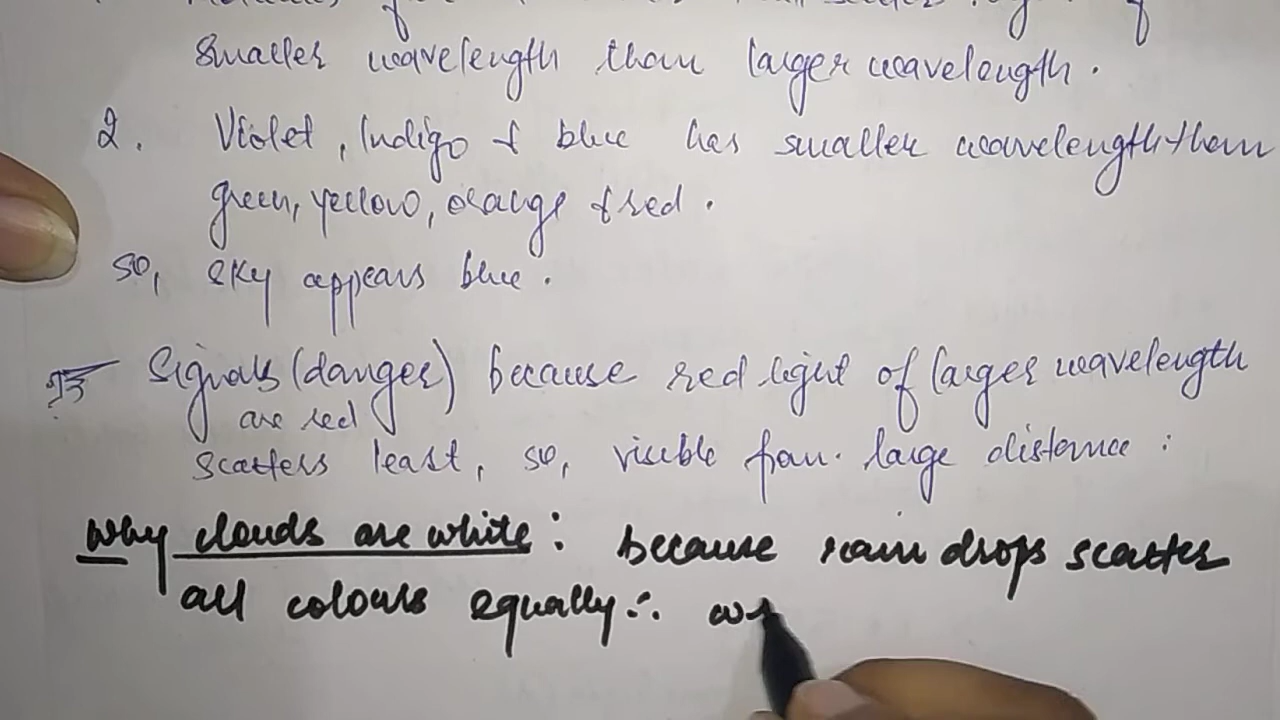 smaller wavelength than larger wavelength.
2. Violet, Indigo & blue has smaller wavelength than
green, yellow, orange & red.
so, sky appears blue.
Signals (danger) because red light of larger wavelength
are red
scatters least, so, visible from large distance:
Why clouds are white: because rain drops scatter
all colours equally ∴ w